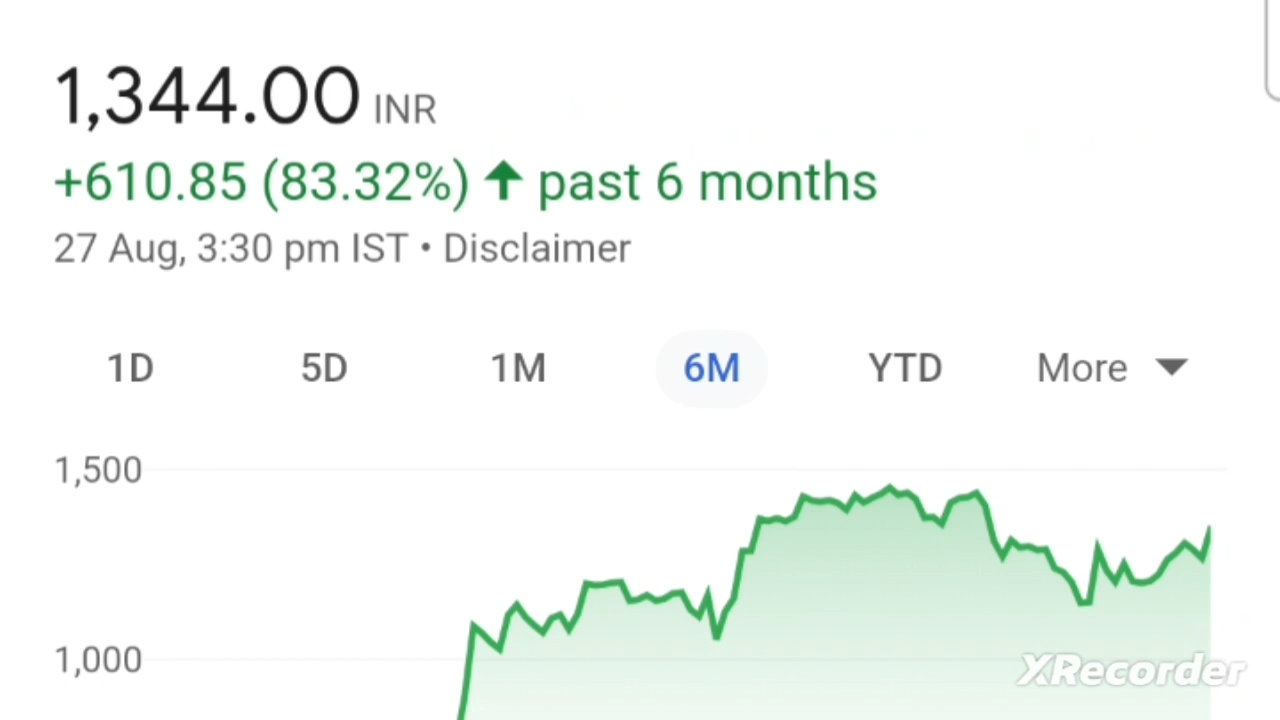 1,344.00 INR
+610.85 (83.32%) ↑ past 6 months
27 Aug, 3:30 pm IST • Disclaimer
1D 5D 1M 6M YTD More
1,500
1,000
XRecorder